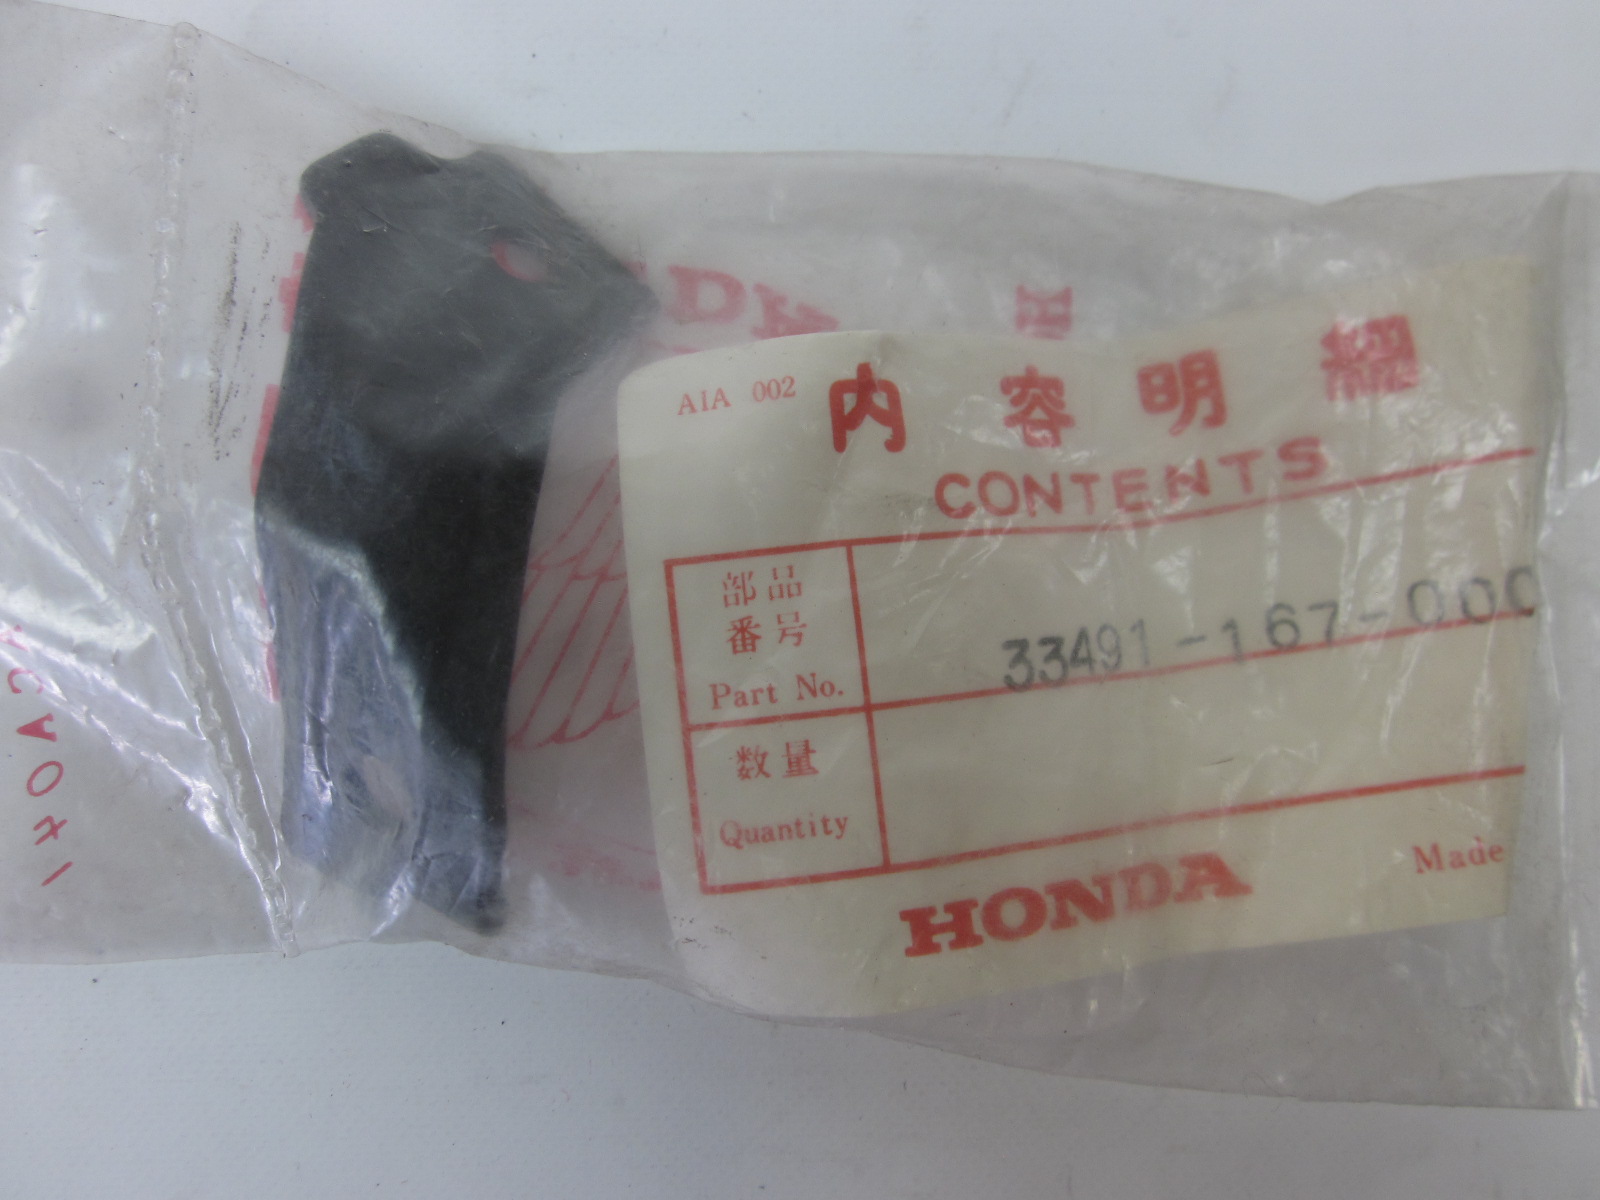 H
AIA 002
内容明細
CONTENTS
部品
番号
Part No.
33491-167-000
数量
Quantity
Made
HONDA